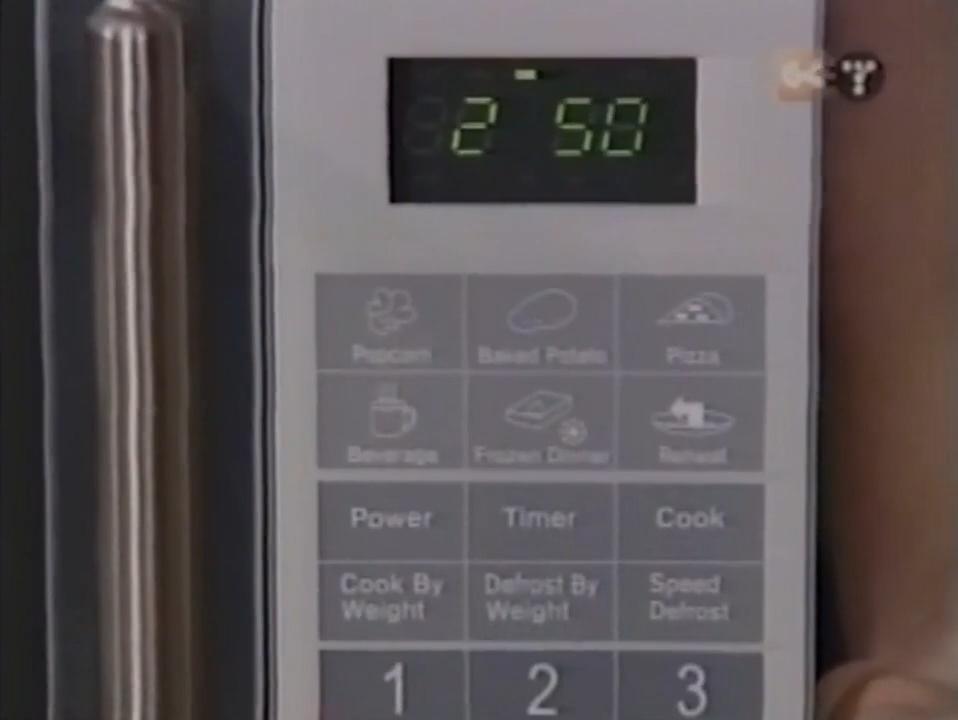 2 50
Popcorn Baked Potato Pizza
Beverage Frozen Dinner Reheat
Power Timer Cook
Cook By Weight Defrost By Weight Speed Defrost
1 2 3